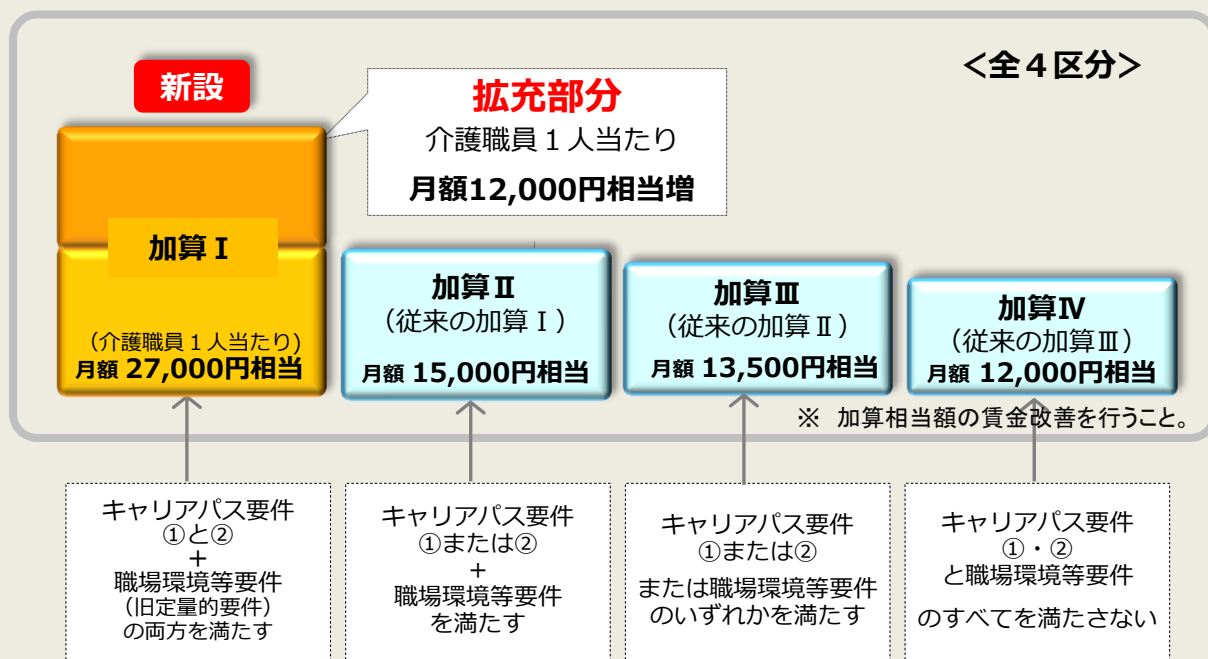 <全４区分>
新設
拡充部分
介護職員１人当たり
月額12,000円相当増
加算Ⅰ
(介護職員１人当たり)
月額 27,000円相当
加算Ⅱ
(従来の加算Ⅰ)
月額 15,000円相当
加算Ⅲ
(従来の加算Ⅱ)
月額 13,500円相当
加算Ⅳ
(従来の加算Ⅲ)
月額 12,000円相当
※ 加算相当額の賃金改善を行うこと。
キャリアパス要件
①と②
+
職場環境等要件
(旧定量的要件)
の両方を満たす
キャリアパス要件
①または②
+
職場環境等要件
を満たす
キャリアパス要件
①または②
または職場環境等要件
のいずれかを満たす
キャリアパス要件
①・②
と職場環境等要件
のすべてを満たさない